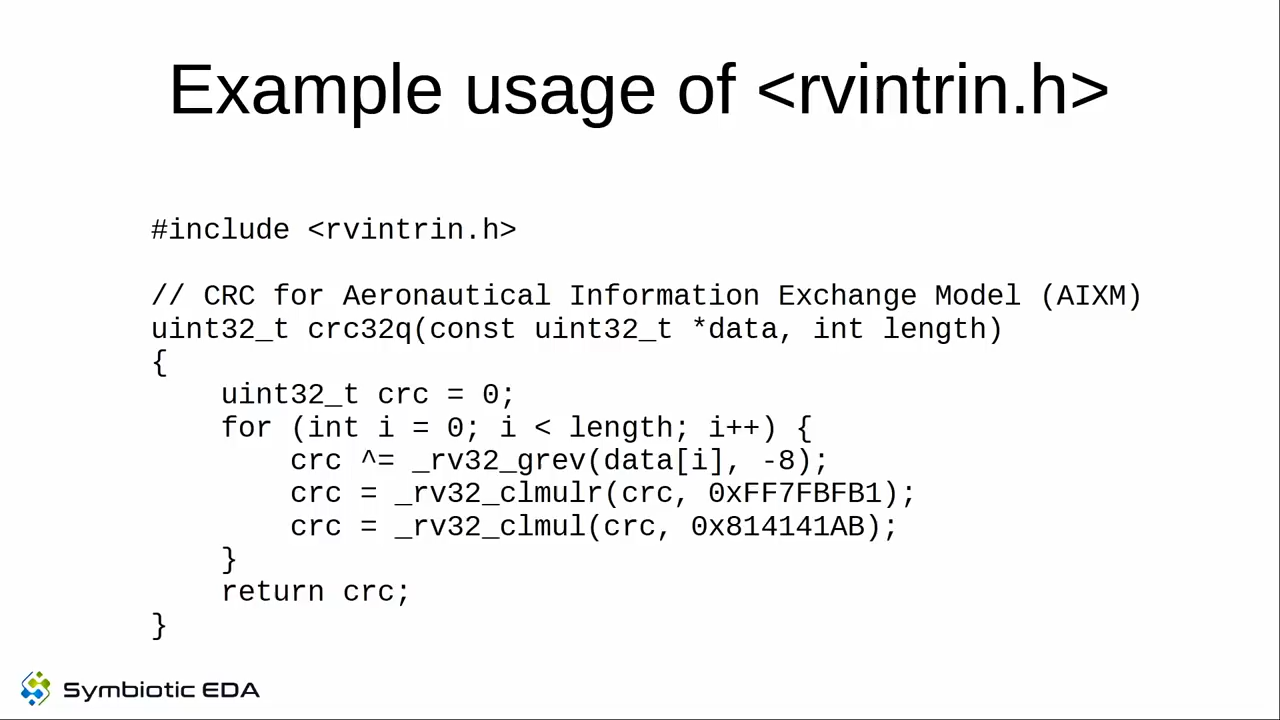 Example usage of <rvintrin.h>
#include <rvintrin.h>
// CRC for Aeronautical Information Exchange Model (AIXM)
uint32_t crc32q(const uint32_t *data, int length)
{
    uint32_t crc = 0;
    for (int i = 0; i < length; i++) {
        crc ^= _rv32_grev(data[i], -8);
        crc = _rv32_clmulr(crc, 0xFF7FBFB1);
        crc = _rv32_clmul(crc, 0x814141AB);
    }
    return crc;
}
Symbiotic EDA